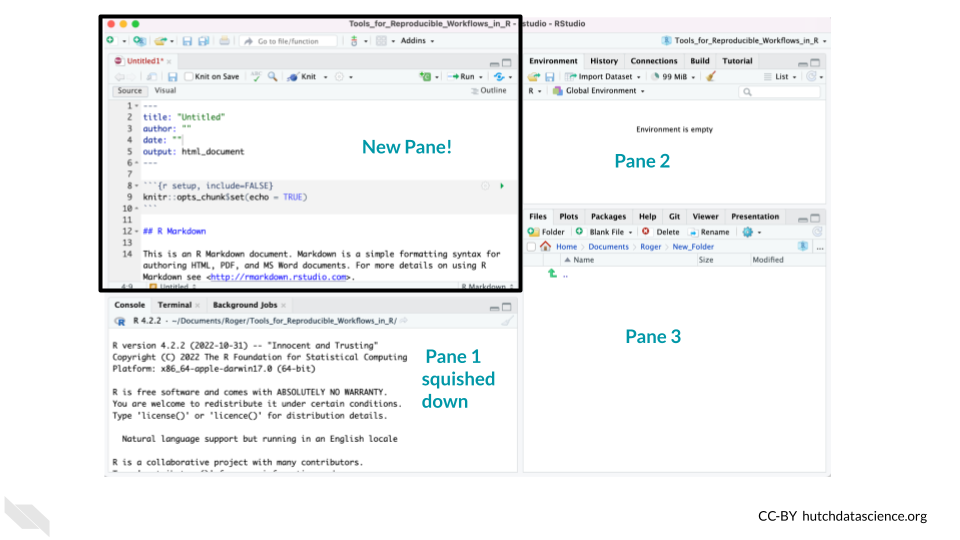 Tools_for_Reproducible_Workflows_in_R - studio - RStudio
Go to file/function
Addins
Tools_for_Reproducible_Workflows_in_R
Untitled1*
Knit on Save
Knit
Run
Source Visual
Outline
1 ---
2 title: "Untitled"
3 author: ""
4 date: ""
5 output: html_document
6 ---
7
8 ```{r setup, include=FALSE}
9 knitr::opts_chunk$set(echo = TRUE)
10 ```
11
12 ## R Markdown
13
14 This is an R Markdown document. Markdown is a simple formatting syntax for
authoring HTML, PDF, and MS Word documents. For more details on using R
Markdown see <http://rmarkdown.rstudio.com>.
4:9 Untitled R Markdown
New Pane!
Environment History Connections Build Tutorial
Import Dataset 99 MiB List
R Global Environment
Environment is empty
Pane 2
Files Plots Packages Help Git Viewer Presentation
Folder Blank File Delete Rename
Home Documents Roger New_Folder ...
Name Size Modified
..
Pane 3
Console Terminal Background Jobs
R 4.2.2 · ~/Documents/Roger/Tools_for_Reproducible_Workflows_in_R/
R version 4.2.2 (2022-10-31) -- "Innocent and Trusting"
Copyright (C) 2022 The R Foundation for Statistical Computing
Platform: x86_64-apple-darwin17.0 (64-bit)
R is free software and comes with ABSOLUTELY NO WARRANTY.
You are welcome to redistribute it under certain conditions.
Type 'license()' or 'licence()' for distribution details.
Natural language support but running in an English locale
R is a collaborative project with many contributors.
Pane 1
squished
down
CC-BY hutchdatascience.org